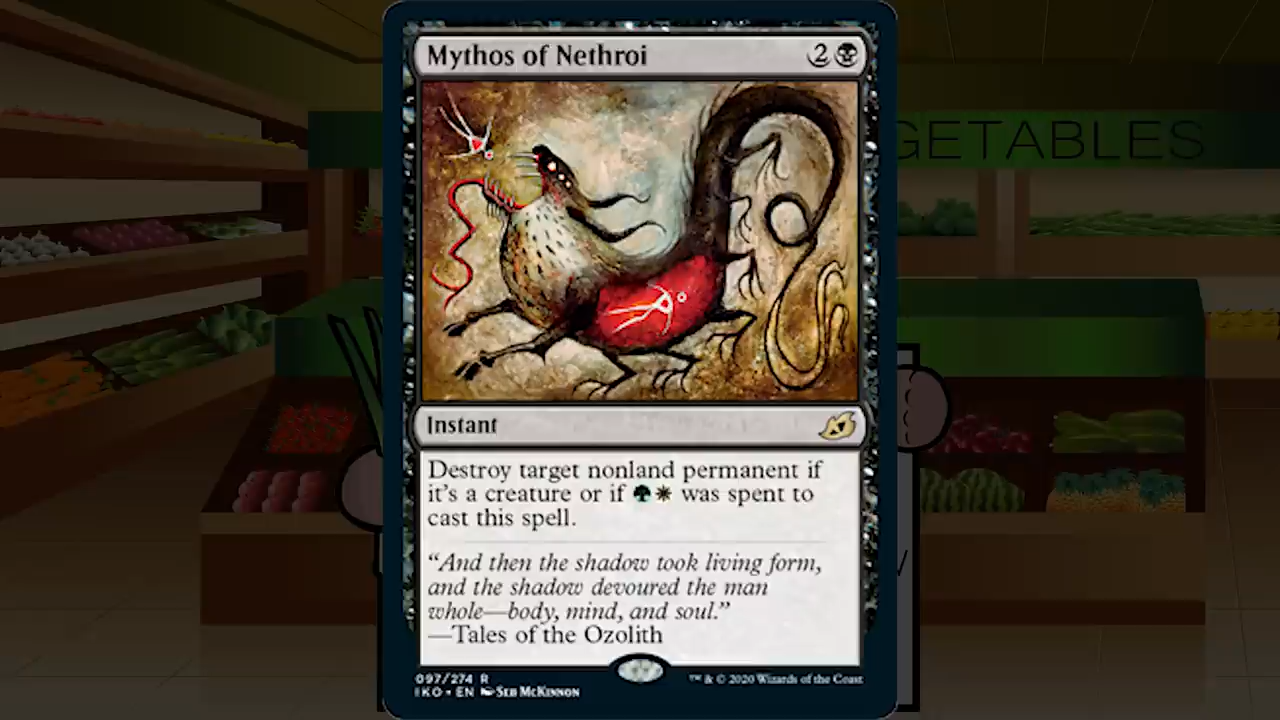 Mythos of Nethroi 2
GETABLES
Instant
Destroy target nonland permanent if
it's a creature or if was spent to
cast this spell.
“And then the shadow took living form,
and the shadow devoured the man
whole—body, mind, and soul.”
—Tales of the Ozolith
097/274 R
IKO • EN SEB MCKINNON
™ & © 2020 Wizards of the Coast